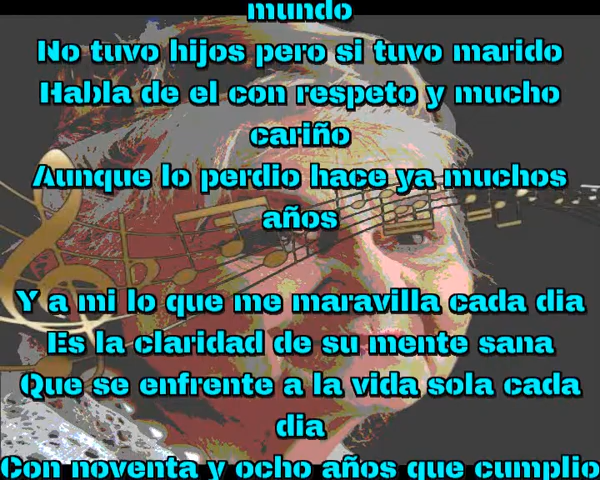 mundo
No tuvo hijos pero si tuvo marido
Habla de el con respeto y mucho
cariño
Aunque lo perdio hace ya muchos
años
Y a mi lo que me maravilla cada dia
Es la claridad de su mente sana
Que se enfrente a la vida sola cada
dia
Con noventa y ocho años que cumplio